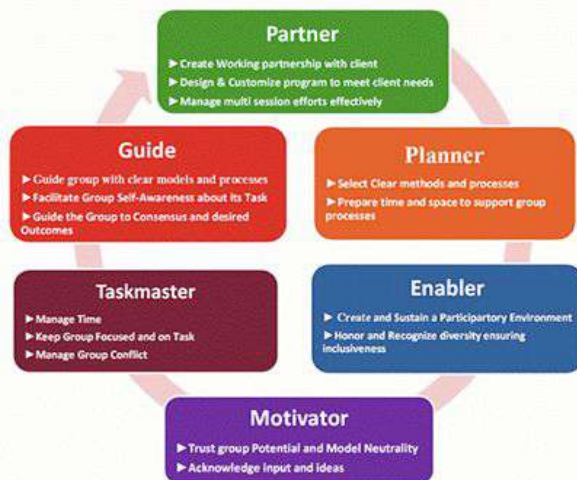 Partner
►Create Working partnership with client
►Design & Customize program to meet client needs
►Manage multi session efforts effectively
Guide
►Guide group with clear models and processes
►Facilitate Group Self-Awareness about its Task
►Guide the Group to Consensus and desired
Outcomes
Planner
►Select Clear methods and processes
►Prepare time and space to support group
processes
Taskmaster
►Manage Time
►Keep Group Focused and on Task
►Manage Group Conflict
Enabler
►Create and Sustain a Participartory Environment
►Honor and Recognize diversity ensuring
inclusiveness
Motivator
►Trust group Potential and Model Neutrality
►Acknowledge input and ideas